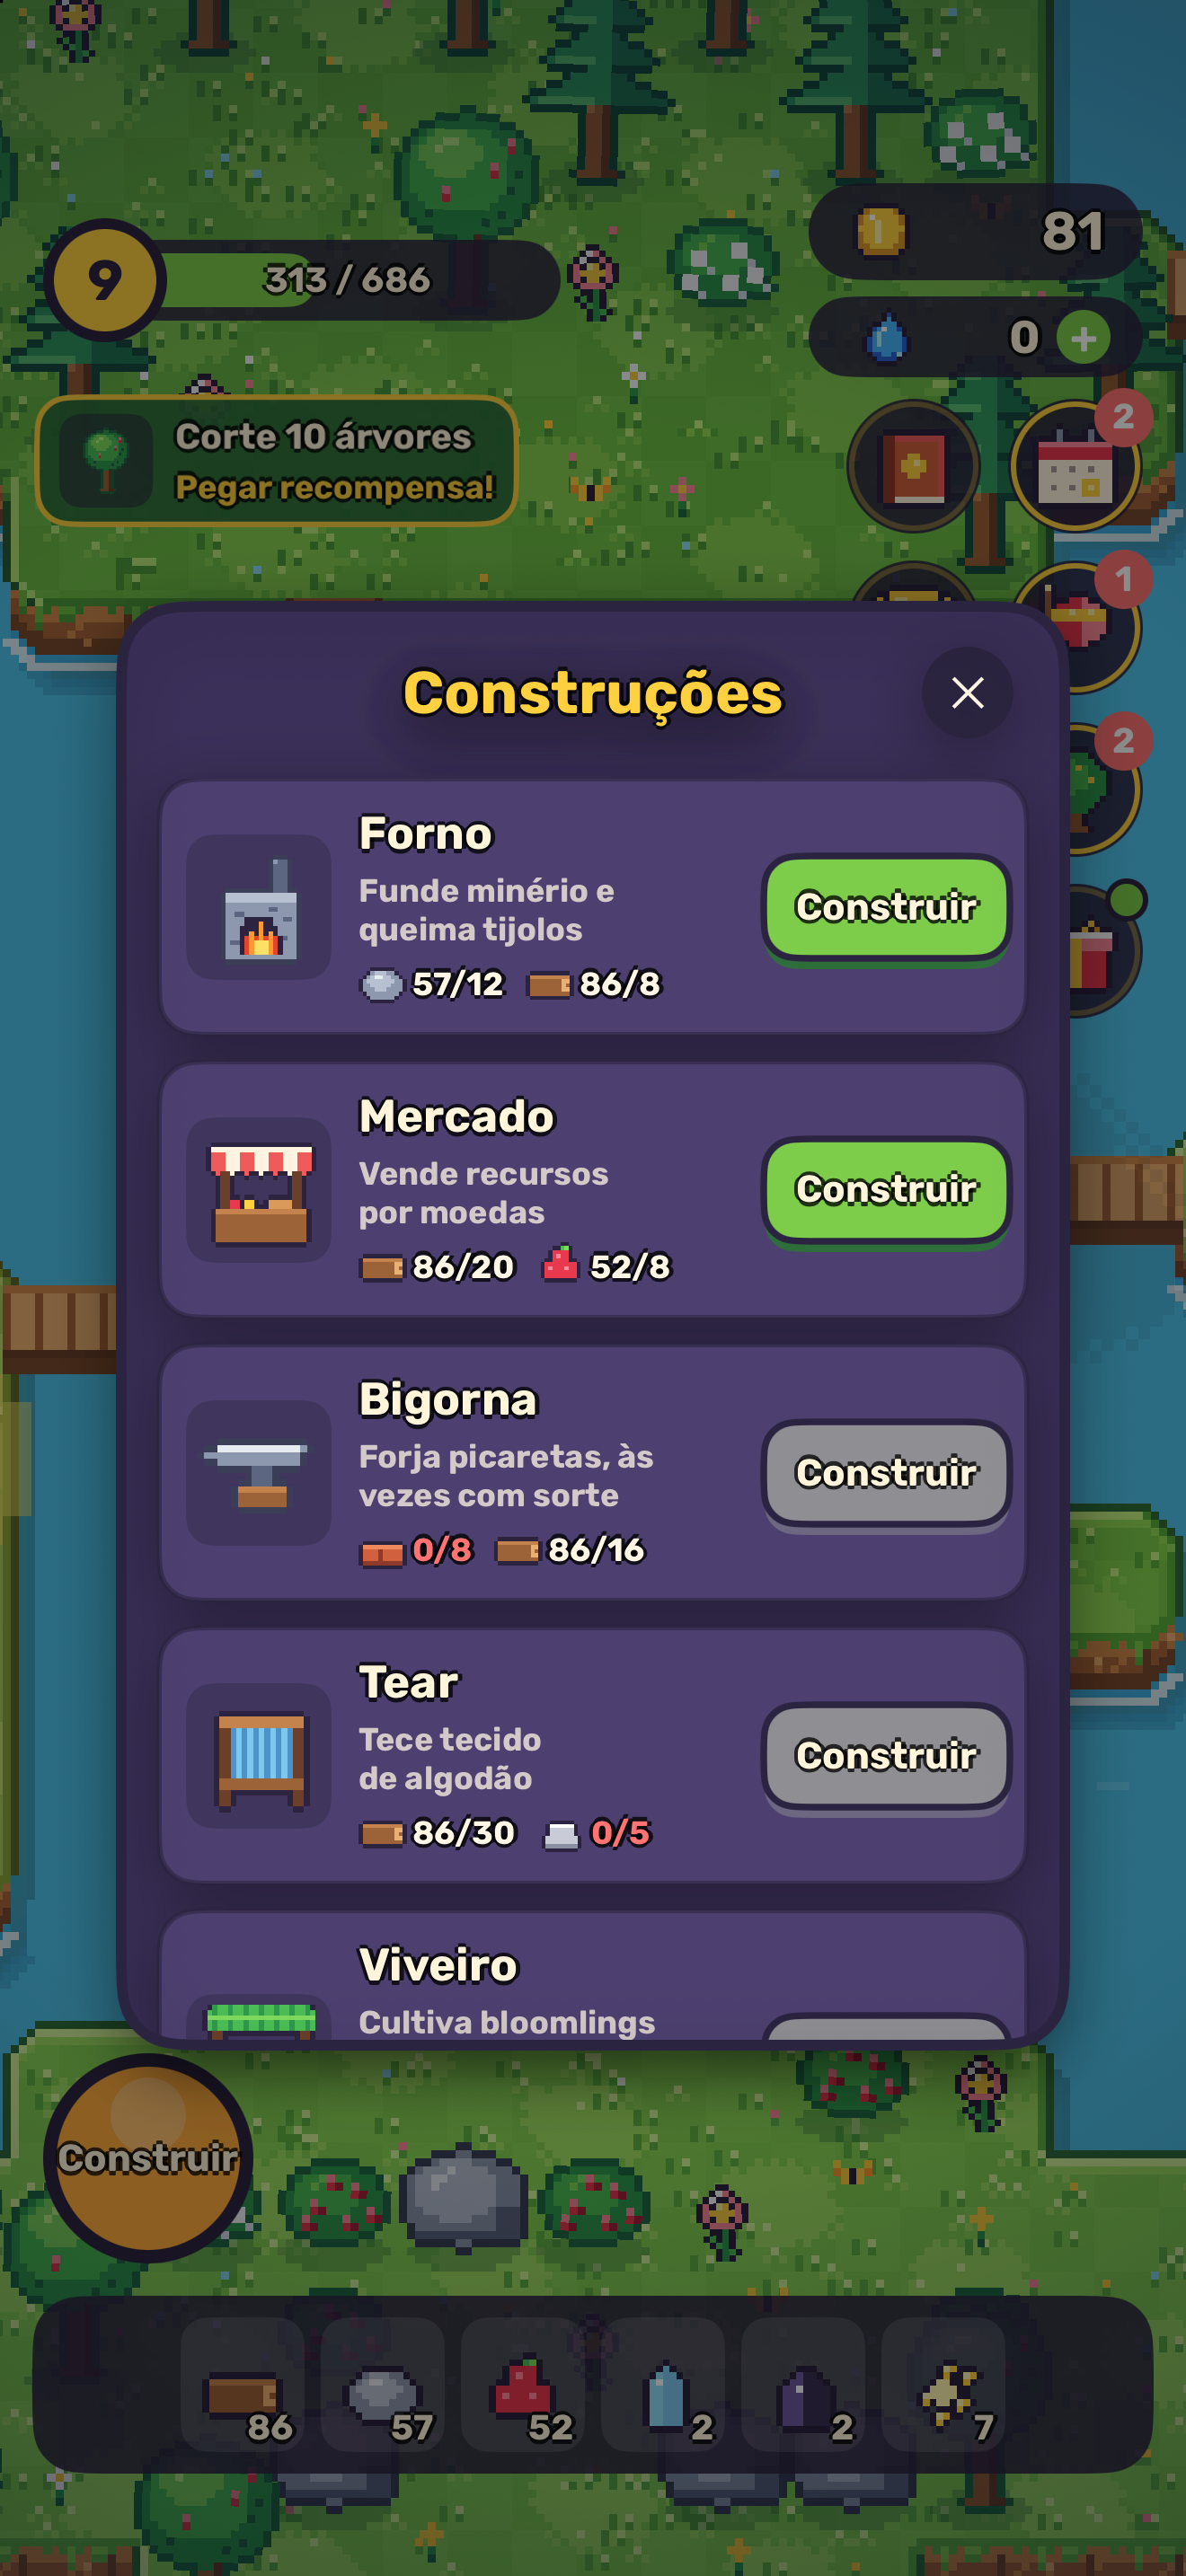 81
9
313 / 686
0
+
Corte 10 árvores
Pegar recompensa!
2
1
2
Construções
Forno
Funde minério e
queima tijolos
57/12 86/8
Construir
Mercado
Vende recursos
por moedas
86/20 52/8
Construir
Bigorna
Forja picaretas, às
vezes com sorte
0/8 86/16
Construir
Tear
Tece tecido
de algodão
86/30 0/5
Construir
Viveiro
Cultiva bloomlings
Construir
86 57 52 2 2 7